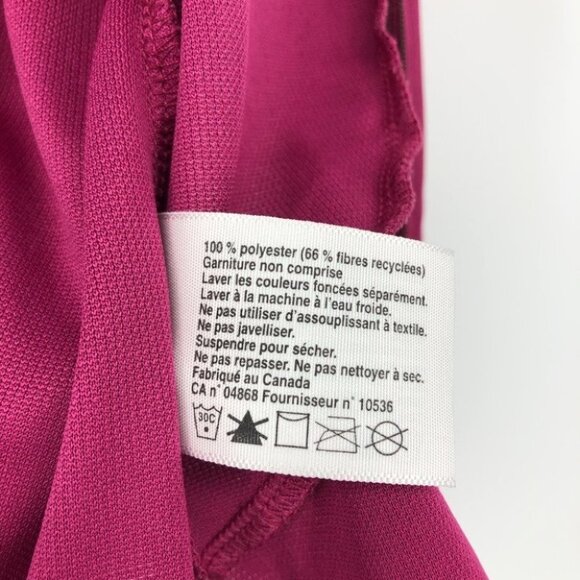 100 % polyester (66 % fibres recyclées)
Garniture non comprise
Laver les couleurs foncées séparément.
Laver à la machine à l'eau froide.
Ne pas utiliser d'assouplissant à textile.
Ne pas javelliser.
Suspendre pour sécher.
Ne pas repasser. Ne pas nettoyer à sec.
Fabriqué au Canada
CA n° 04868 Fournisseur n° 10536
30C